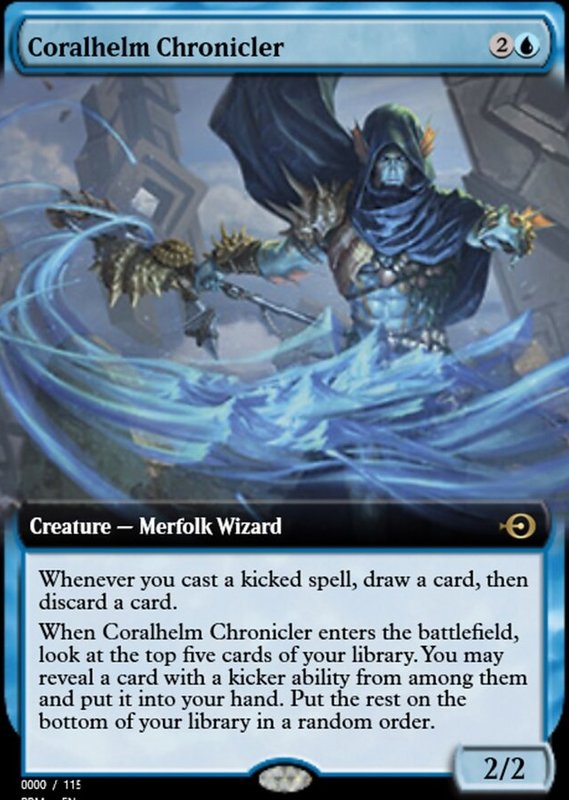 Coralhelm Chronicler 2
Creature — Merfolk Wizard
Whenever you cast a kicked spell, draw a card, then
discard a card.
When Coralhelm Chronicler enters the battlefield,
look at the top five cards of your library. You may
reveal a card with a kicker ability from among them
and put it into your hand. Put the rest on the
bottom of your library in a random order.
2/2
0000 / 115